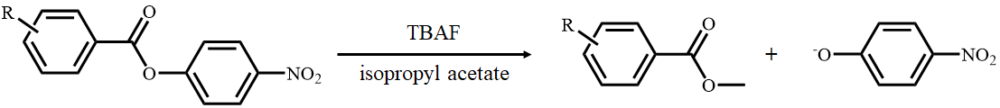 R
O
O
NO₂
TBAF
isopropyl acetate
R
O
O
+
⁻O
NO₂